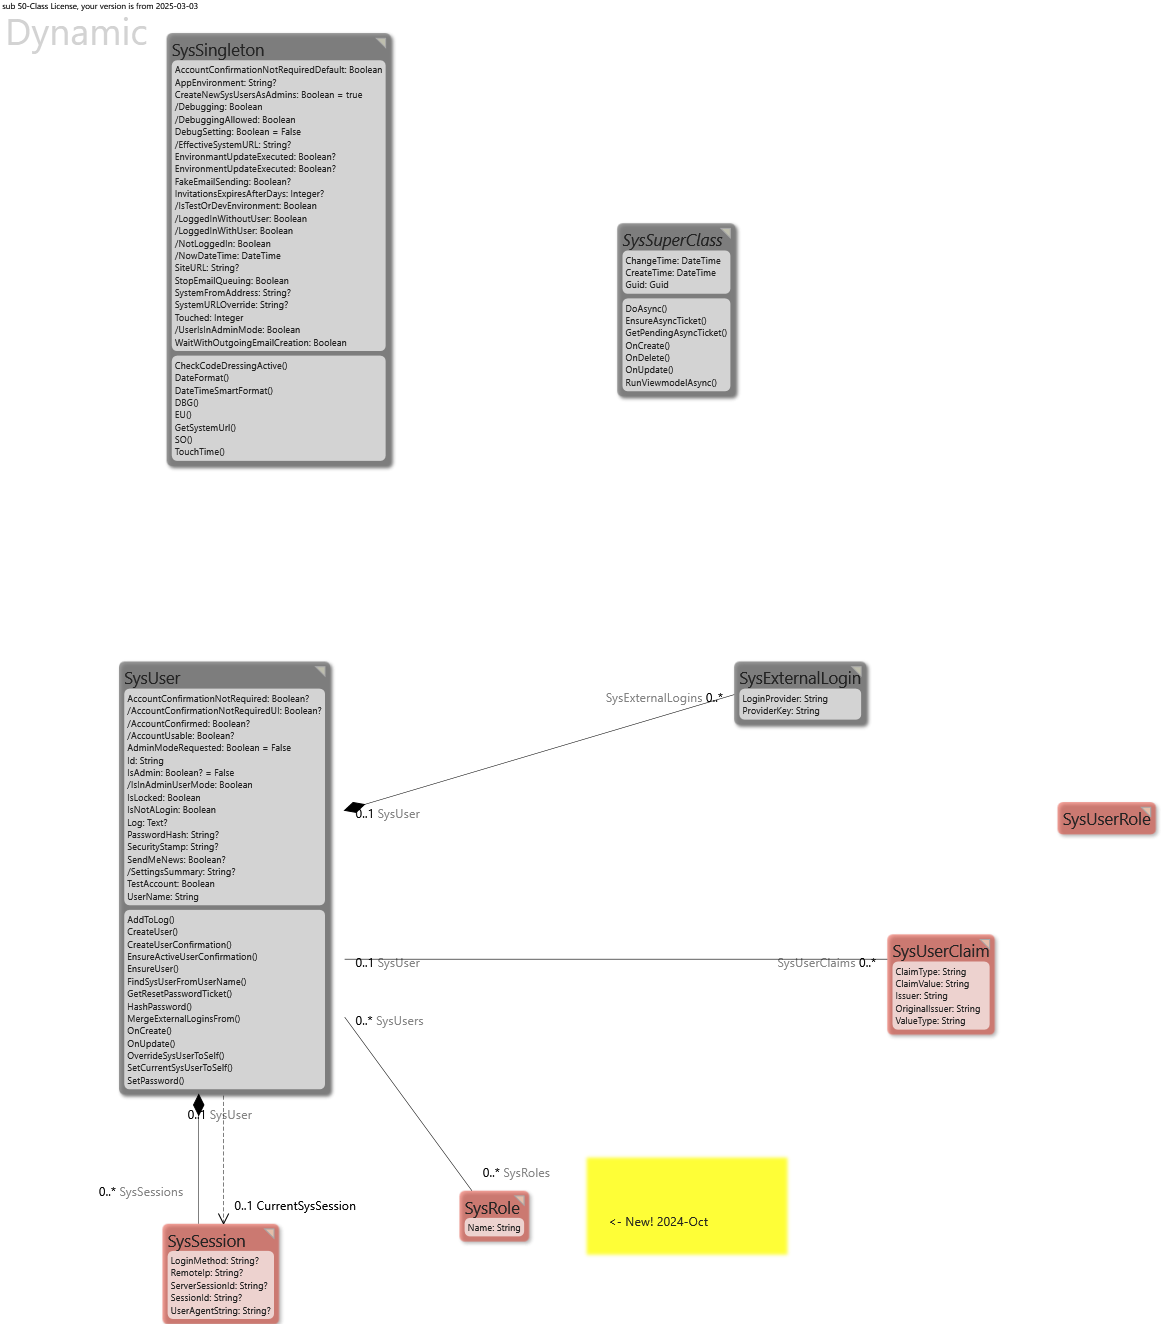 sub 50-Class License, your version is from 2025-03-03
Dynamic
SysSingleton
AccountConfirmationNotRequiredDefault: Boolean
AppEnvironment: String?
CreateNewSysUsersAsAdmins: Boolean = true
/Debugging: Boolean
/DebuggingAllowed: Boolean
DebugSetting: Boolean = False
/EffectiveSystemURL: String?
EnvironmantUpdateExecuted: Boolean?
EnvironmentUpdateExecuted: Boolean?
FakeEmailSending: Boolean?
InvitationsExpiresAfterDays: Integer?
/IsTestOrDevEnvironment: Boolean
/LoggedInWithoutUser: Boolean
/LoggedInWithUser: Boolean
/NotLoggedIn: Boolean
/NowDateTime: DateTime
SiteURL: String?
StopEmailQueuing: Boolean
SystemFromAddress: String?
SystemURLOverride: String?
Touched: Integer
/UserIsInAdminMode: Boolean
WaitWithOutgoingEmailCreation: Boolean
CheckCodeDressingActive()
DateFormat()
DateTimeSmartFormat()
DBG()
EU()
GetSystemUrl()
SO()
TouchTime()
SysSuperClass
ChangeTime: DateTime
CreateTime: DateTime
Guid: Guid
DoAsync()
EnsureAsyncTicket()
GetPendingAsyncTicket()
OnCreate()
OnDelete()
OnUpdate()
RunViewmodelAsync()
SysUser
AccountConfirmationNotRequired: Boolean?
/AccountConfirmationNotRequiredUI: Boolean?
/AccountConfirmed: Boolean?
/AccountUsable: Boolean?
AdminModeRequested: Boolean = False
Id: String
IsAdmin: Boolean? = False
/IsInAdminUserMode: Boolean
IsLocked: Boolean
IsNotALogin: Boolean
Log: Text?
PasswordHash: String?
SecurityStamp: String?
SendMeNews: Boolean?
/SettingsSummary: String?
TestAccount: Boolean
UserName: String
AddToLog()
CreateUser()
CreateUserConfirmation()
EnsureActiveUserConfirmation()
EnsureUser()
FindSysUserFromUserName()
GetResetPasswordTicket()
HashPassword()
MergeExternalLoginsFrom()
OnCreate()
OnUpdate()
OverrideSysUserToSelf()
SetCurrentSysUserToSelf()
SetPassword()
SysExternalLogin
LoginProvider: String
ProviderKey: String
SysExternalLogins 0..*
0..1 SysUser
SysUserRole
SysUserClaim
ClaimType: String
ClaimValue: String
Issuer: String
OriginalIssuer: String
ValueType: String
0..1 SysUser
SysUserClaims 0..*
0..* SysUsers
0..1 SysUser
0..* SysRoles
0..* SysSessions
0..1 CurrentSysSession
SysRole
Name: String
<- New! 2024-Oct
SysSession
LoginMethod: String?
RemoteIp: String?
ServerSessionId: String?
SessionId: String?
UserAgentString: String?